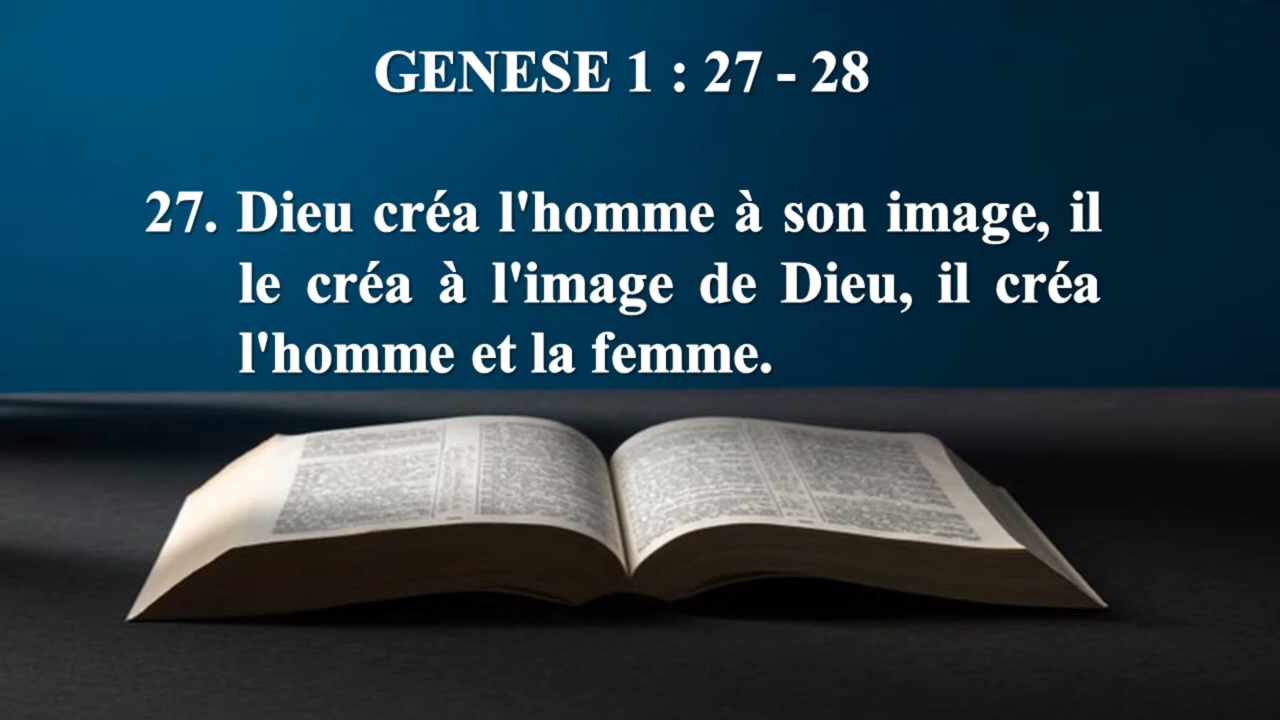 GENESE 1 : 27 - 28
27. Dieu créa l'homme à son image, il
le créa à l'image de Dieu, il créa
l'homme et la femme.